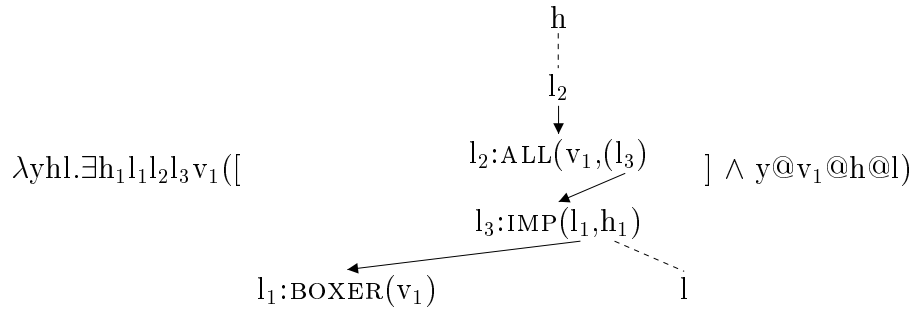 h
l₂
λyhl.∃h₁l₁l₂l₃v₁([ l₂:ALL(v₁,(l₃) ] ∧ y@v₁@h@l)
l₃:IMP(l₁,h₁)
l₁:BOXER(v₁) l